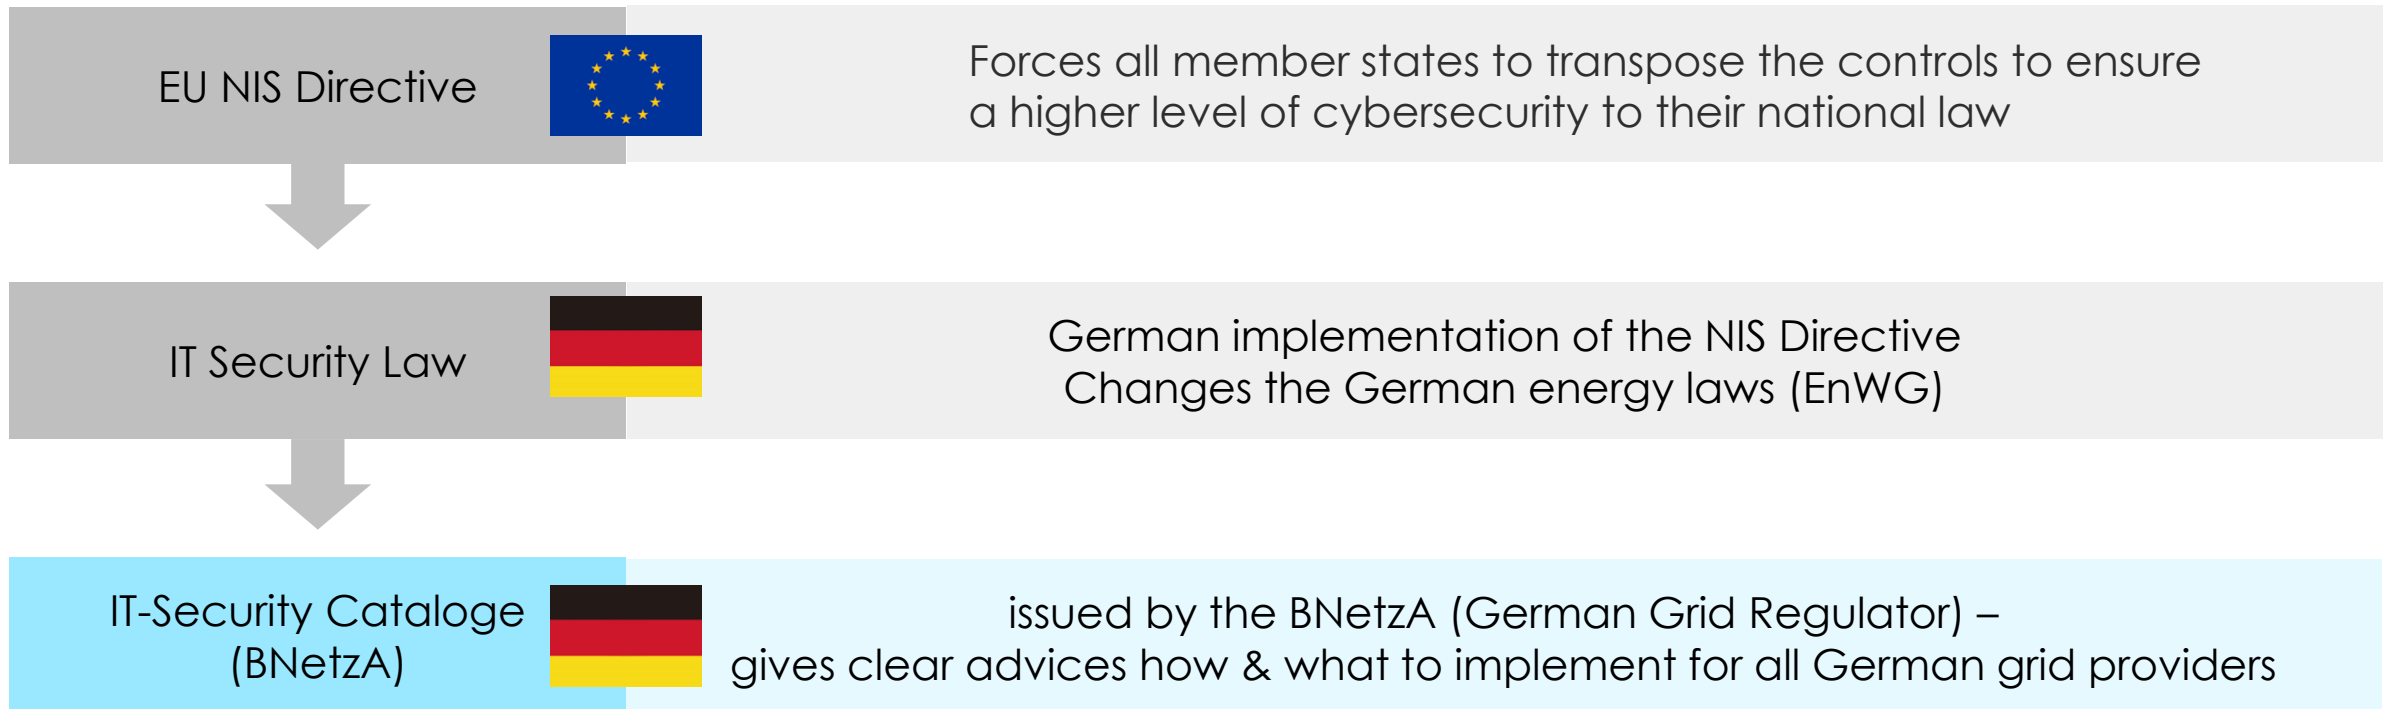 EU NIS Directive
Forces all member states to transpose the controls to ensure
a higher level of cybersecurity to their national law
IT Security Law
German implementation of the NIS Directive
Changes the German energy laws (EnWG)
IT-Security Cataloge
(BNetzA)
issued by the BNetzA (German Grid Regulator) –
gives clear advices how & what to implement for all German grid providers